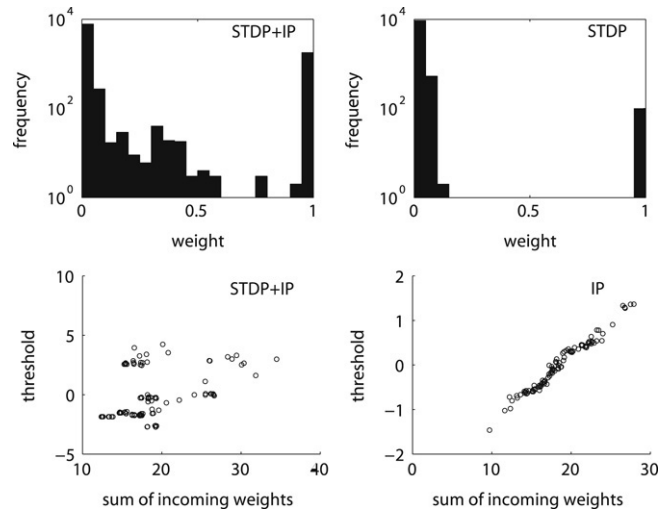 10^4 STDP+IP
10^2
10^0
frequency
0 0.5 1
weight
10^4 STDP
10^2
10^0
frequency
0 0.5 1
weight
10 STDP+IP
5
0
−5
threshold
10 20 30 40
sum of incoming weights
2 IP
1
0
−1
−2
threshold
0 10 20 30
sum of incoming weights